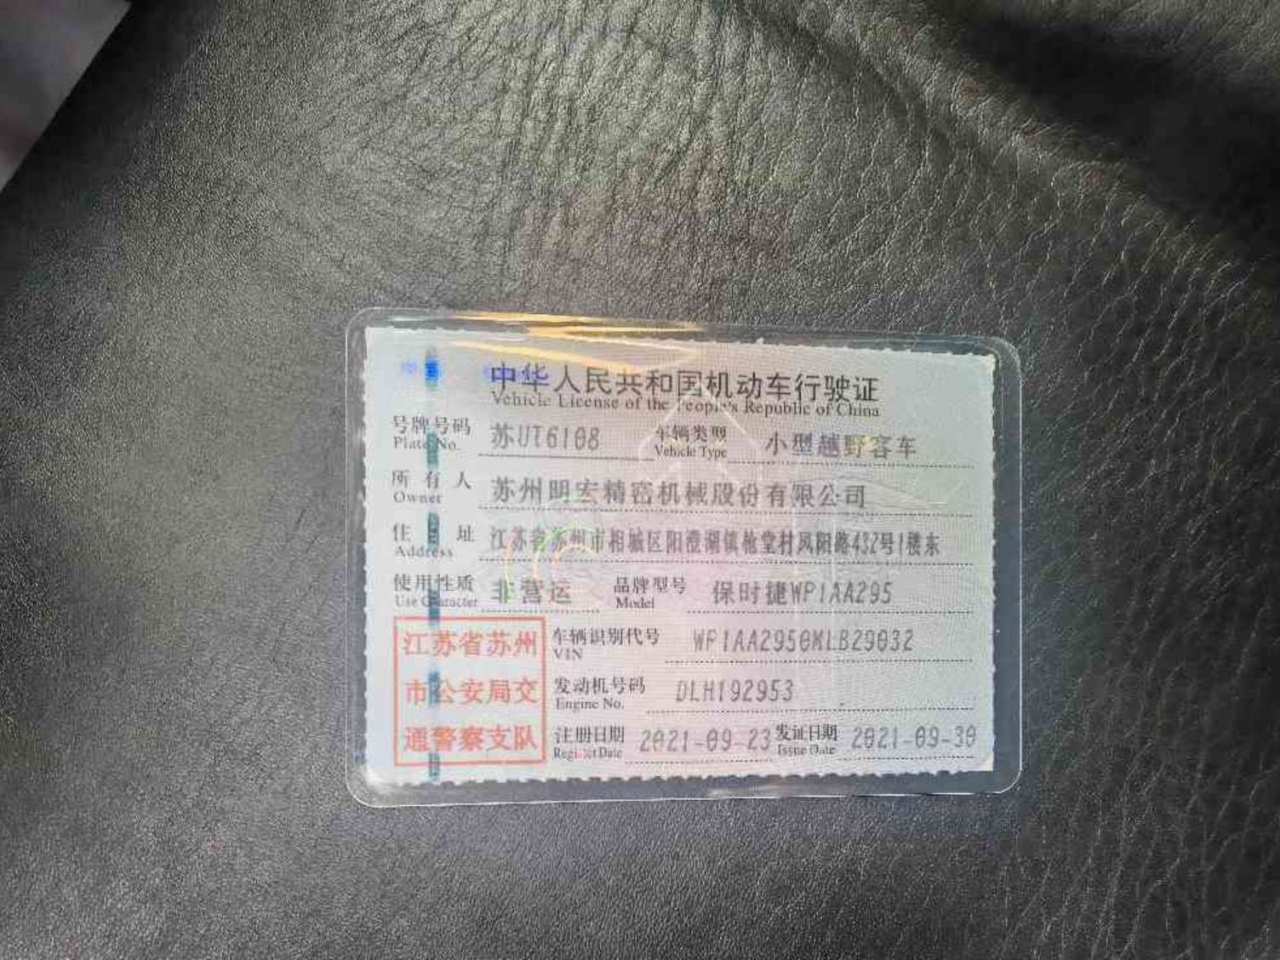 中华人民共和国机动车行驶证
Vehicle License of the People's Republic of China
号牌号码 苏UT6108 车辆类型 小型越野客车
Plate No. Vehicle Type
所有人 苏州明宏精密机械股份有限公司
Owner
住址 江苏省苏州市相城区阳澄湖镇枪堂村凤阳路432号1楼东
Address
使用性质 非营运 品牌型号 保时捷WP1AA295
Use Character Model
江苏省苏州 车辆识别代号 WP1AA2950MLB29032
VIN
市公安局交 发动机号码 DLH192953
Engine No.
通警察支队 注册日期 2021-09-23 发证日期 2021-09-30
Register Date Issue Date